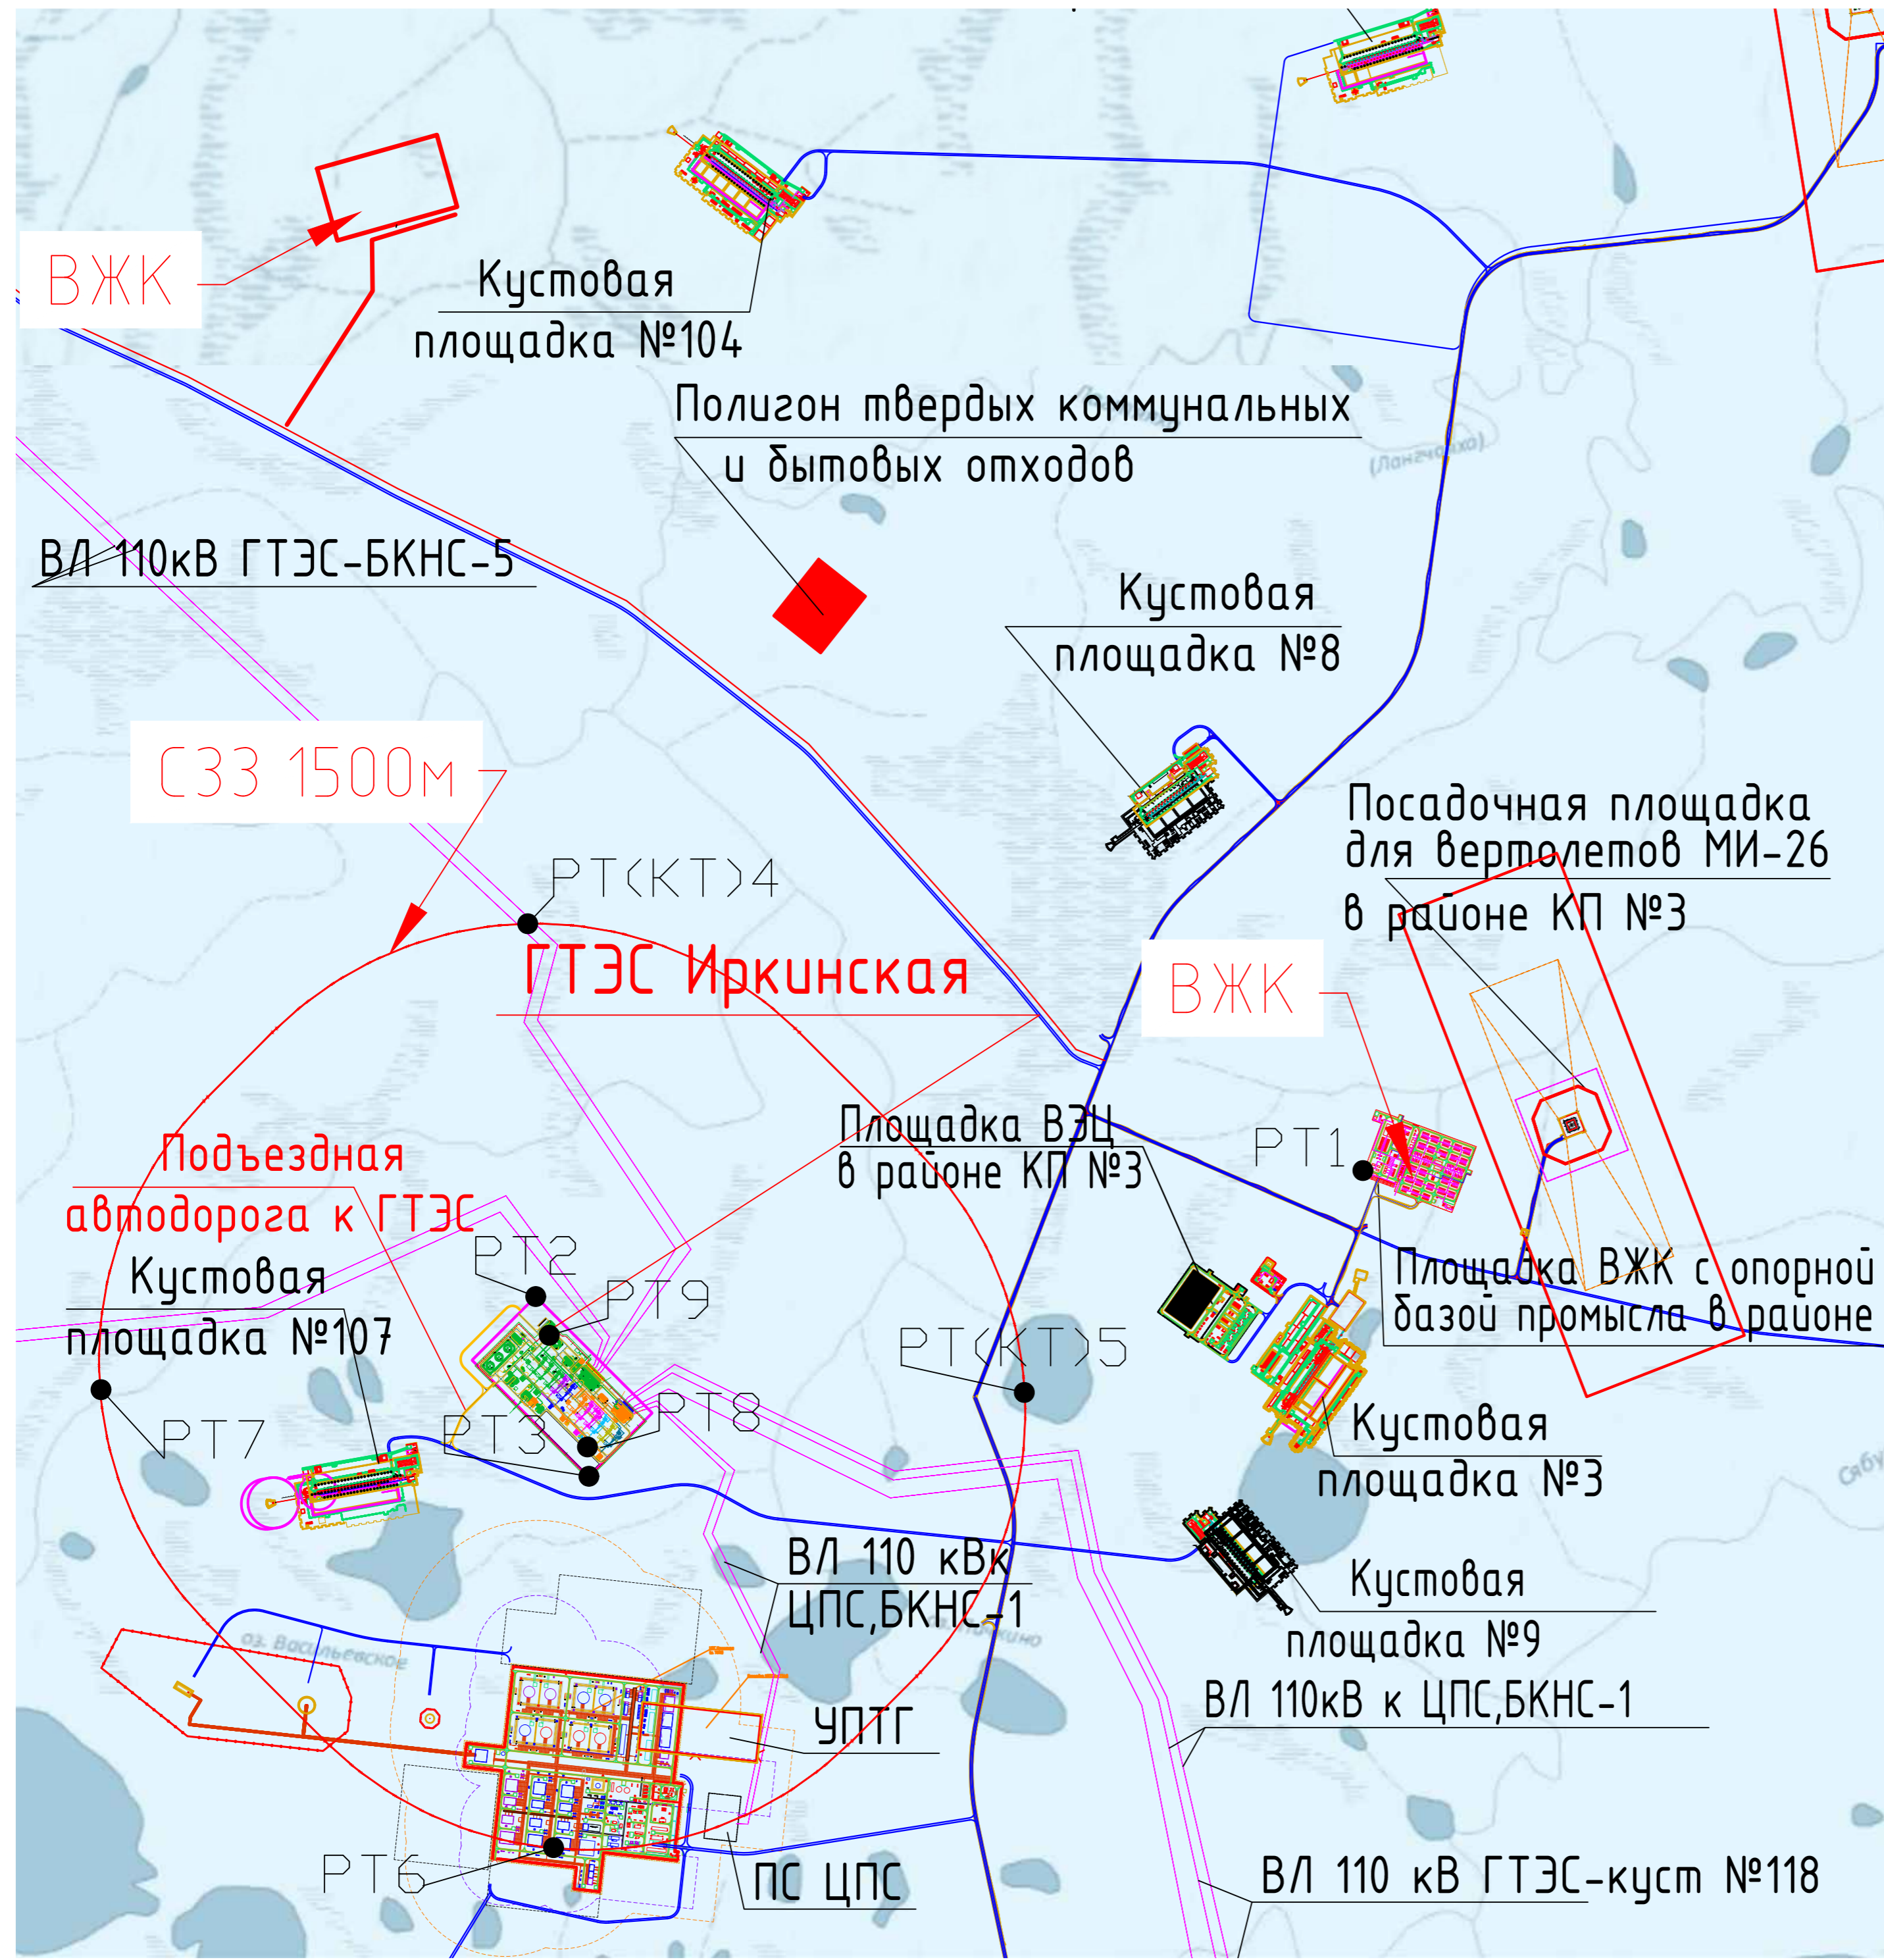 ВЖК
Кустовая
площадка №104
Полигон твердых коммунальных
и бытовых отходов
ВЛ 110кВ ГТЭС-БКНС-5
Кустовая
площадка №8
СЗЗ 1500м
Посадочная площадка
для вертолетов МИ-26
в районе КП №3
РТ(КТ)4
ГТЭС Иркинская
ВЖК
Площадка ВЭЦ
в районе КП №3
РТ1
Подъездная
автодорога к ГТЭС
РТ2
РТ9
Кустовая
площадка №107
Площадка ВЖК с опорной
базой промысла в районе
РТ(КТ)5
РТ7
РТ3
РТ8
Кустовая
площадка №3
ВЛ 110 кВк
ЦПС,БКНС-1
Кустовая
площадка №9
оз. Васильевское
ВЛ 110кВ к ЦПС,БКНС-1
УПТГ
РТ6
ПС ЦПС
ВЛ 110 кВ ГТЭС-куст №118